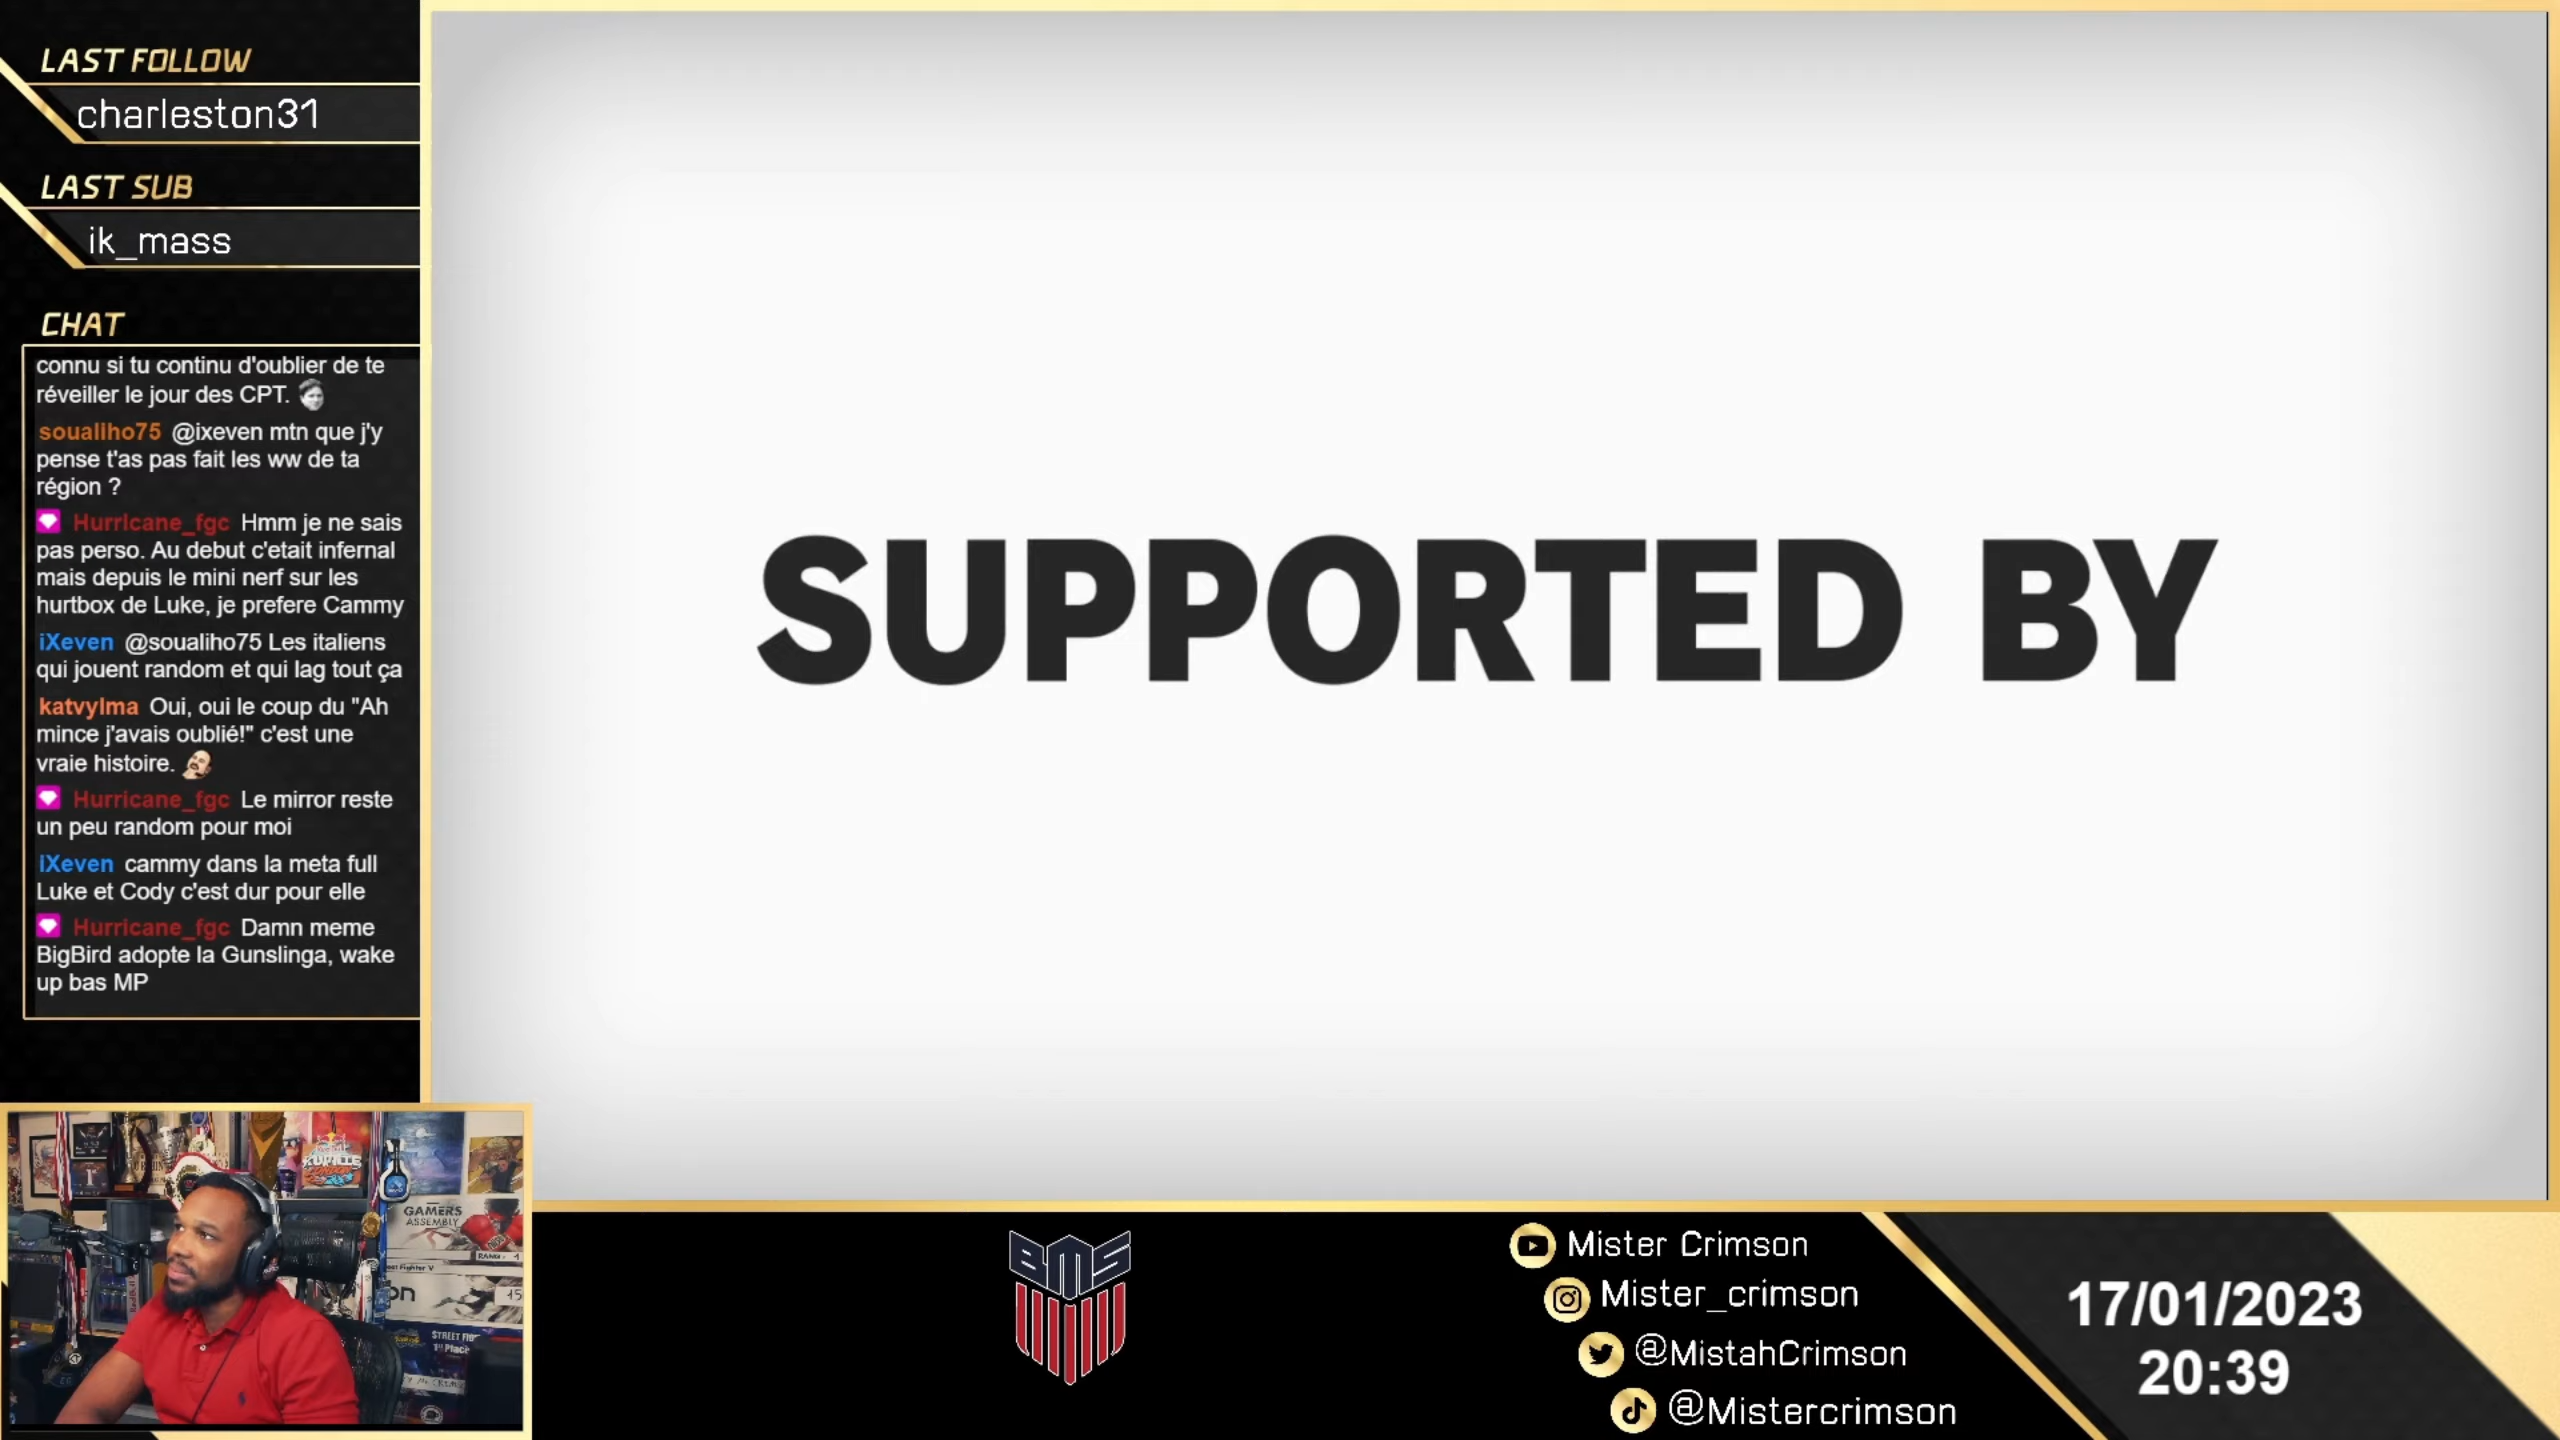 LAST FOLLOW
charleston31
LAST SUB
ik_mass
CHAT
connu si tu continu d'oublier de te
réveiller le jour des CPT.
soualiho75 @ixeven mtn que j'y
pense t'as pas fait les ww de ta
région ?
Hurricane_fgc Hmm je ne sais
pas perso. Au debut c'etait infernal
mais depuis le mini nerf sur les
hurtbox de Luke, je prefere Cammy
iXeven @soualiho75 Les italiens
qui jouent random et qui lag tout ça
katvylma Oui, oui le coup du "Ah
mince j'avais oublié!" c'est une
vraie histoire.
Hurricane_fgc Le mirror reste
un peu random pour moi
iXeven cammy dans la meta full
Luke et Cody c'est dur pour elle
Hurricane_fgc Damn meme
BigBird adopte la Gunslinga, wake
up bas MP
SUPPORTED BY
GAMERS
ASSEMBLY
BMS
Mister Crimson
Mister_crimson
@MistahCrimson
@Mistercrimson
17/01/2023
20:39